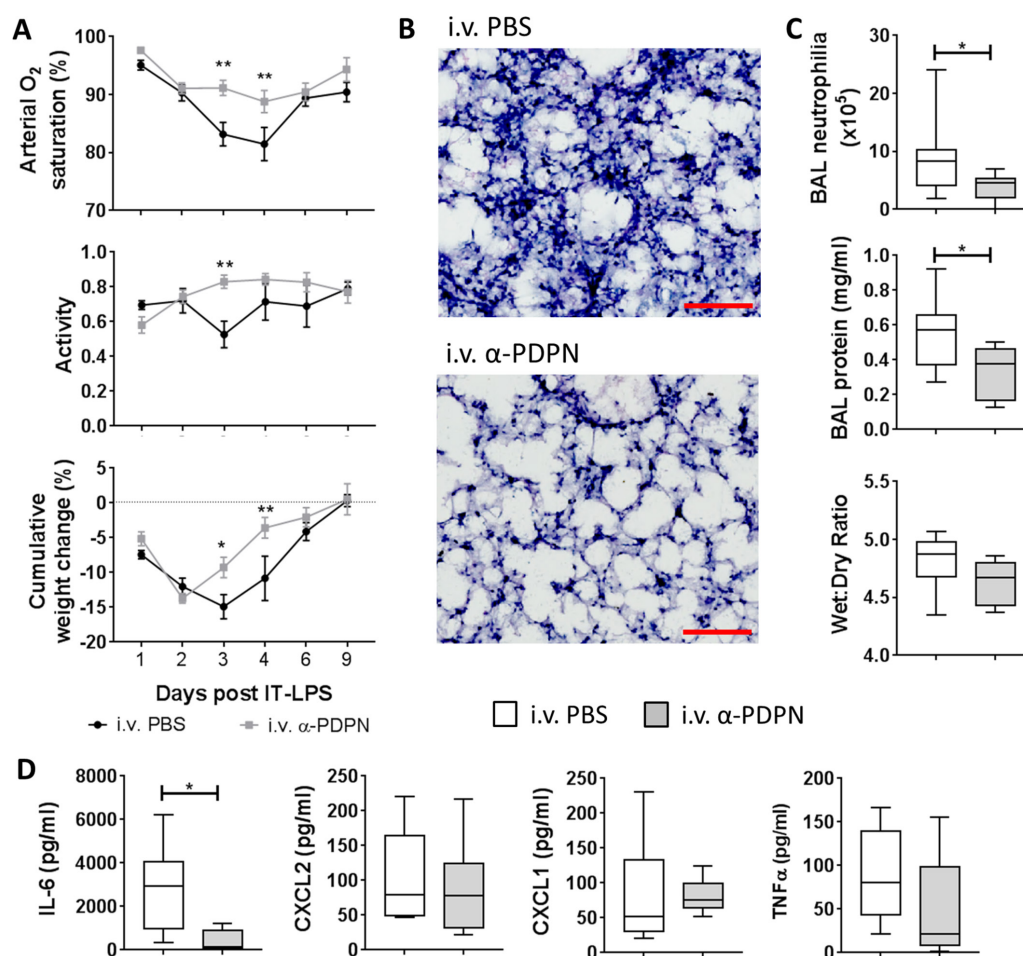 A
Arterial O2
saturation (%)
100
90
80
70
** **
Activity
1.0
0.8
0.6
0.4
0.2
0.0
**
Cumulative
weight change (%)
5
0
-5
-10
-15
-20
* **
1 2 3 4 6 9
Days post IT-LPS
i.v. PBS i.v. α-PDPN
B
i.v. PBS
i.v. α-PDPN
C
BAL neutrophilia
(x10^5)
30
20
10
0
*
BAL protein (mg/ml)
1.0
0.8
0.6
0.4
0.2
0.0
*
Wet:Dry Ratio
5.5
5.0
4.5
4.0
i.v. PBS i.v. α-PDPN
D
IL-6 (pg/ml)
8000
6000
4000
2000
0
*
CXCL2 (pg/ml)
250
200
150
100
50
0
CXCL1 (pg/ml)
250
200
150
100
50
0
TNFα (pg/ml)
200
150
100
50
0